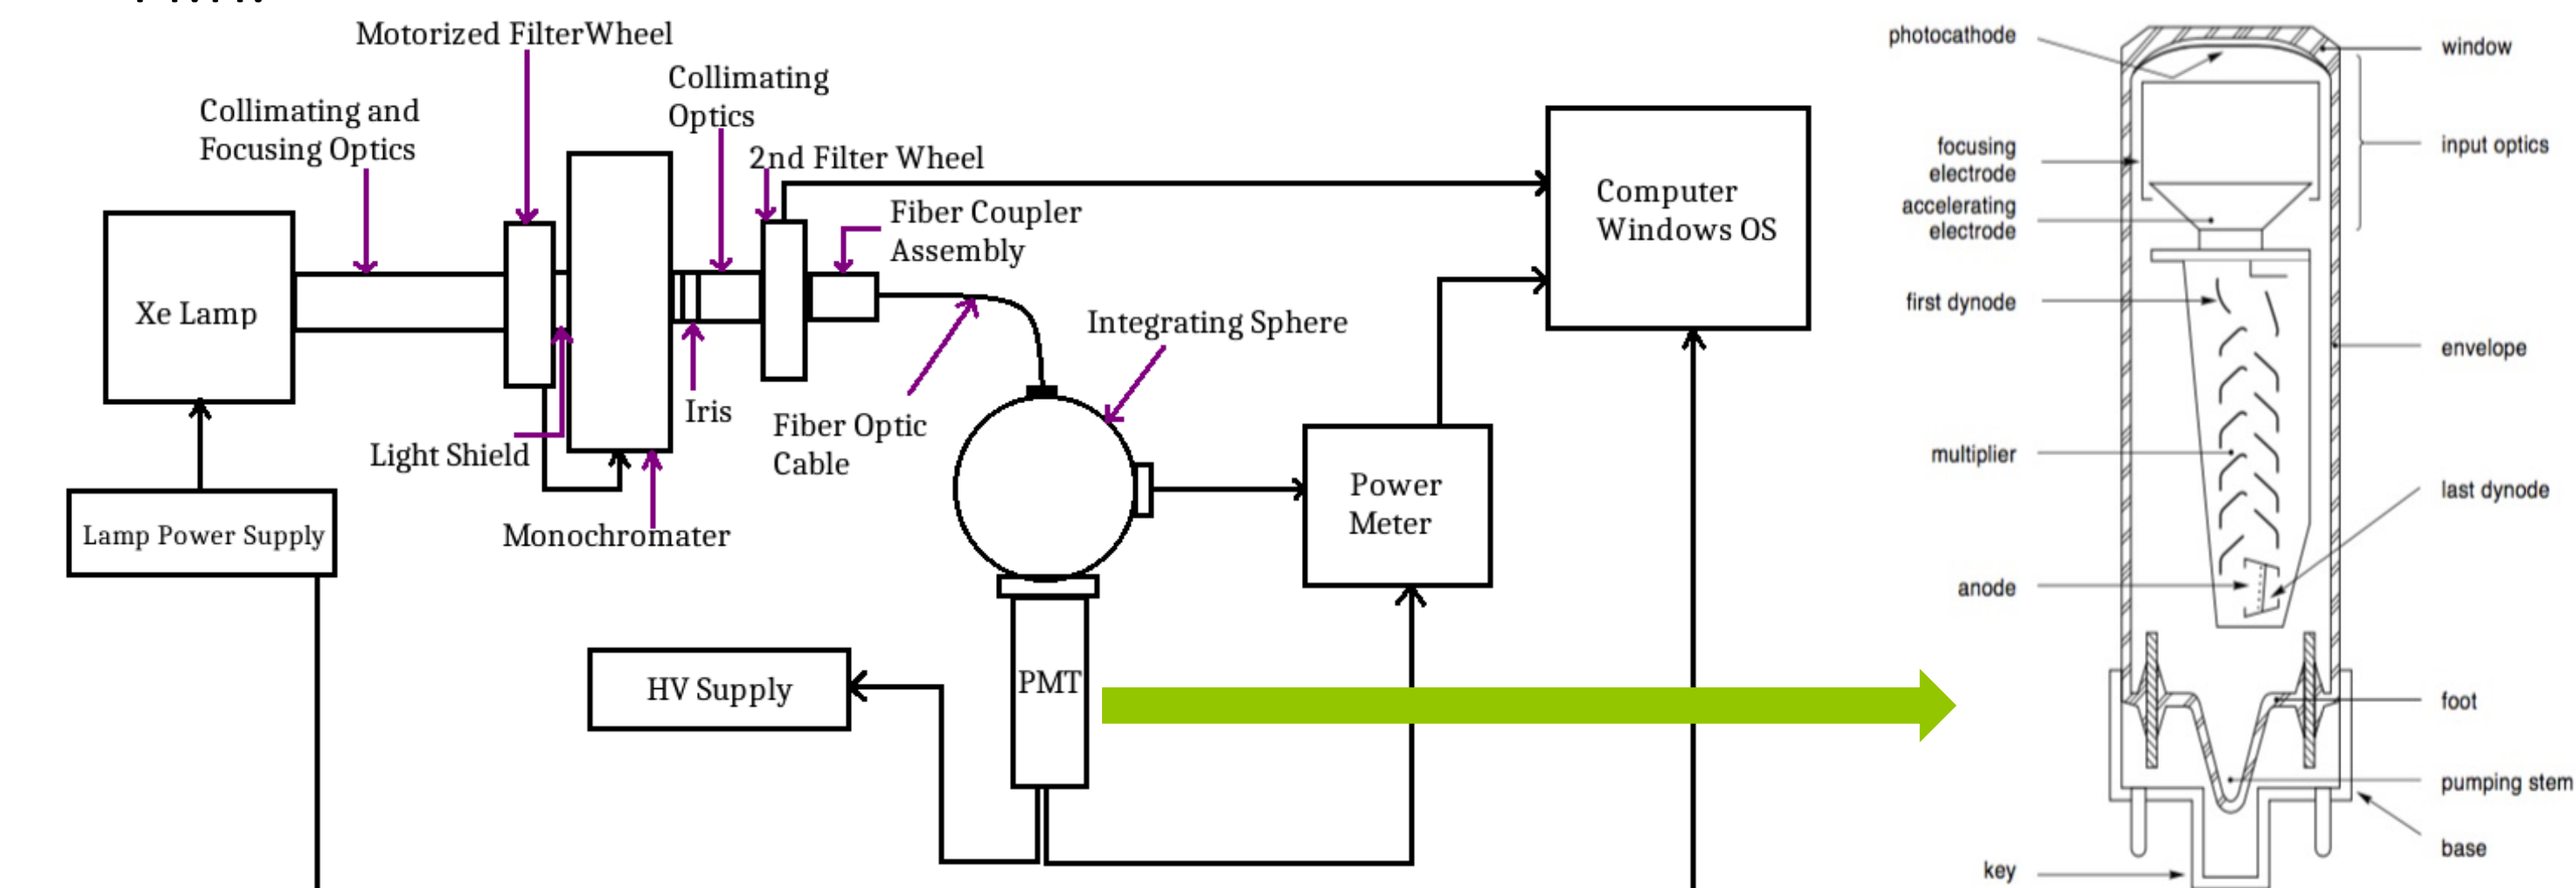 Motorized FilterWheel
Collimating
Optics
Collimating and
Focusing Optics
2nd Filter Wheel
Fiber Coupler
Assembly
Computer
Windows OS
Xe Lamp
Integrating Sphere
Iris
Fiber Optic
Cable
Light Shield
Power
Meter
Lamp Power Supply
Monochromater
HV Supply
PMT
photocathode
window
focusing
electrode
input optics
accelerating
electrode
first dynode
envelope
multiplier
last dynode
anode
foot
pumping stem
base
key